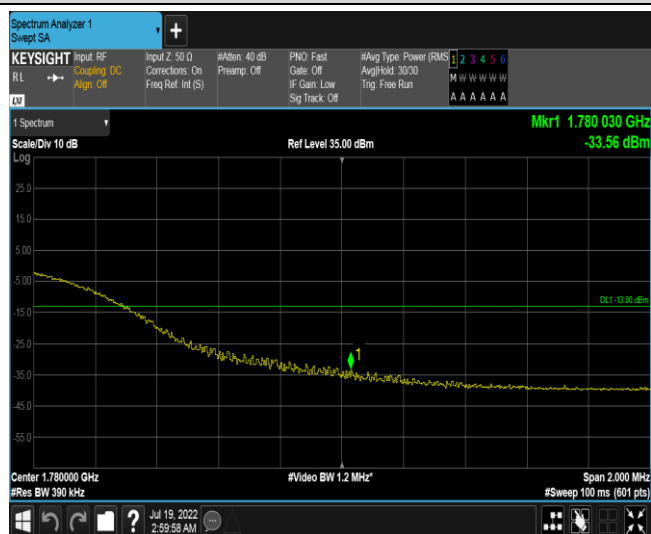 Spectrum Analyzer 1
Swept SA
+
KEYSIGHT
RL
LXI
Input: RF
Coupling: DC
Align: Off
Input Z: 50 Ω
Corrections: On
Freq Ref: Int (S)
#Atten: 40 dB
Preamp: Off
PNO: Fast
Gate: Off
IF Gain: Low
Sig Track: Off
#Avg Type: Power (RMS
Avg|Hold: 30/30
Trig: Free Run
1 2 3 4 5 6
M W W W W W
A A A A A A
1 Spectrum
Mkr1 1.780 030 GHz
-33.56 dBm
Scale/Div 10 dB
Ref Level 35.00 dBm
Log
25.0
15.0
5.00
-5.00
DL1 -13.00 dBm
-15.0
-25.0
1
-35.0
-45.0
-55.0
Center 1.780000 GHz
#Video BW 1.2 MHz*
Span 2.000 MHz
#Res BW 390 kHz
#Sweep 100 ms (601 pts)
?
Jul 19, 2022
2:59:58 AM